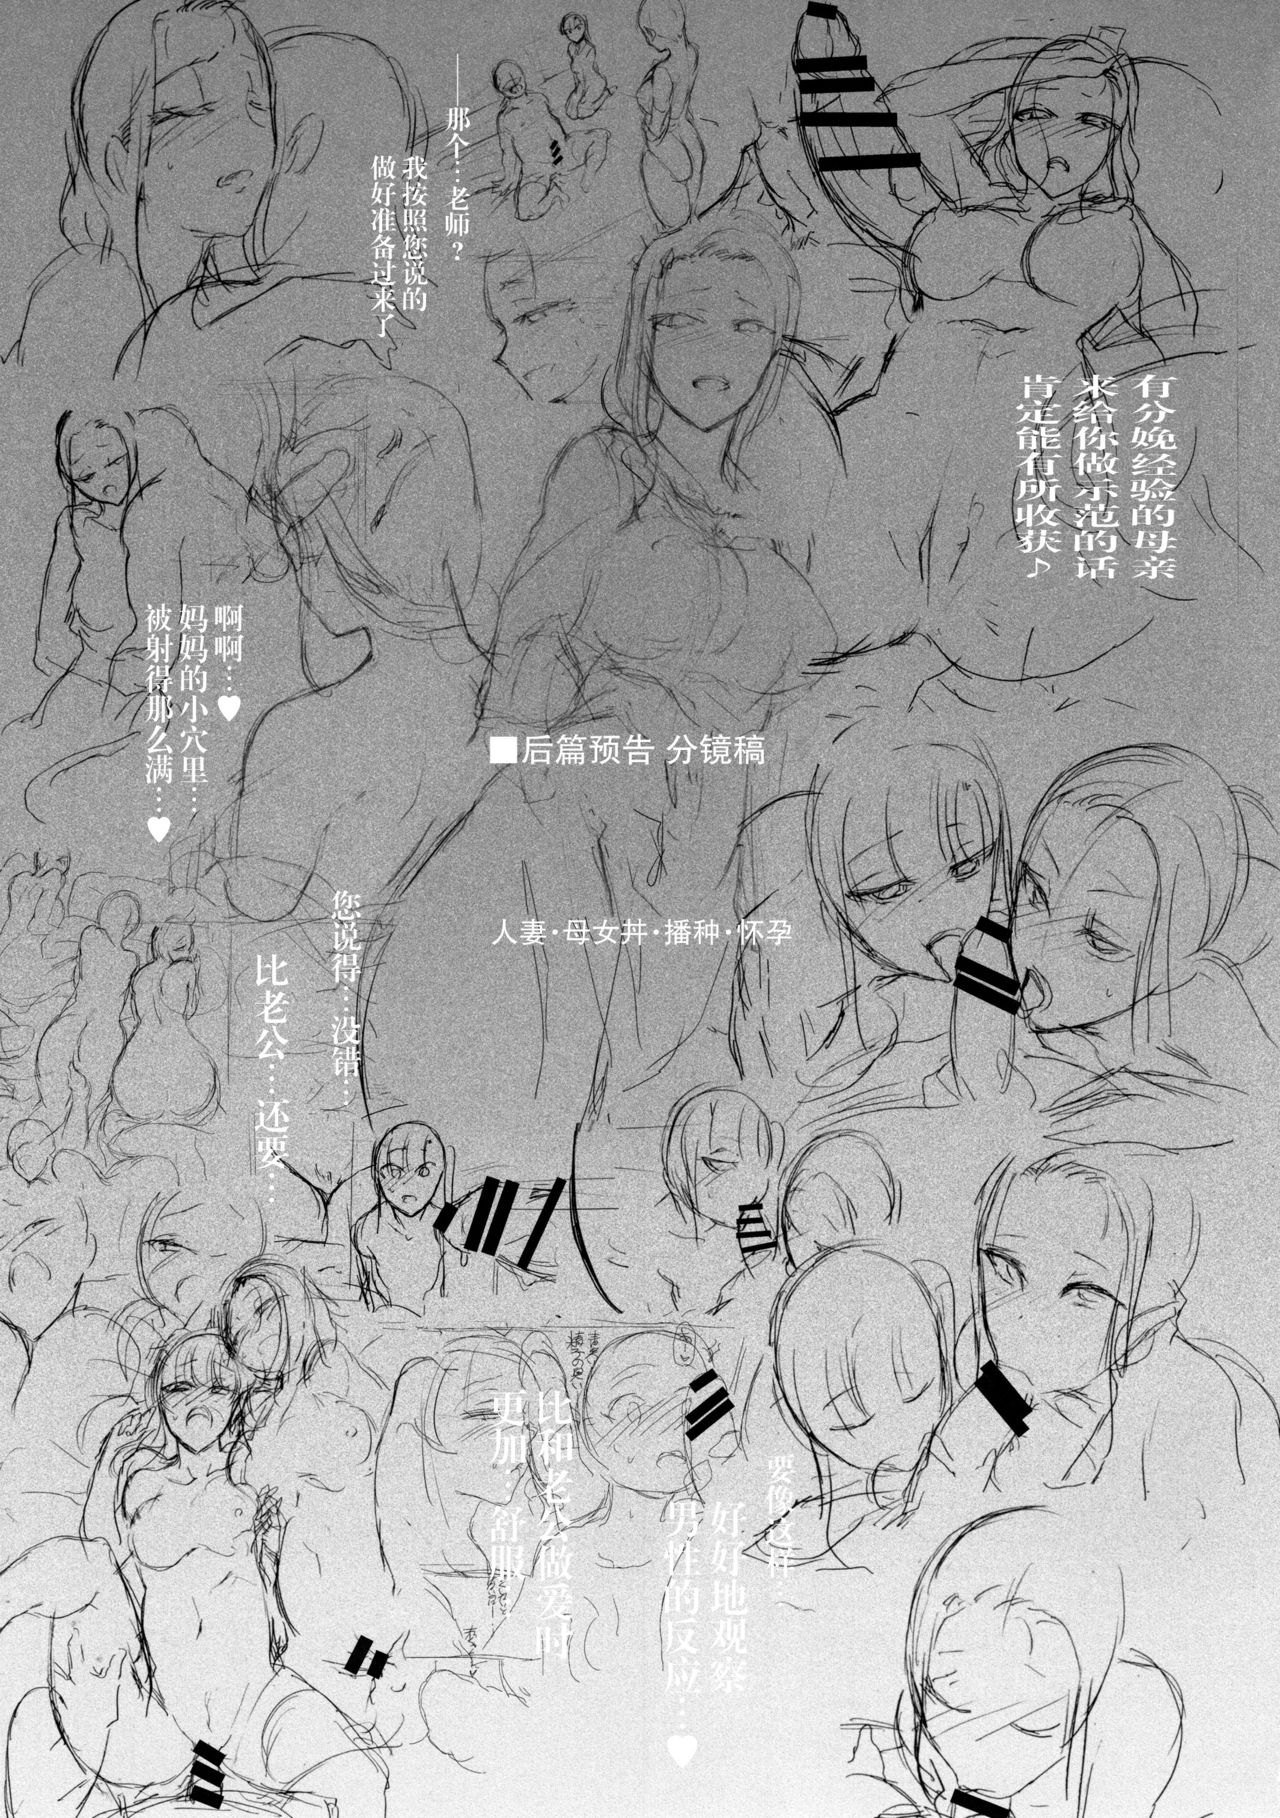 ——那个…老师？
我按照您说的
做好准备过来了
有分娩经验的母亲
来给你做示范的话
肯定能有所收获♪
啊啊…♥
妈妈的小穴里…
被射得那么满…♥
■后篇预告 分镜稿
人妻·母女丼·播种·怀孕
您说得…没错…
比老公…还要…
要像这样…
好好地观察
男性的反应…♥
比和老公做爱时
更加…舒服